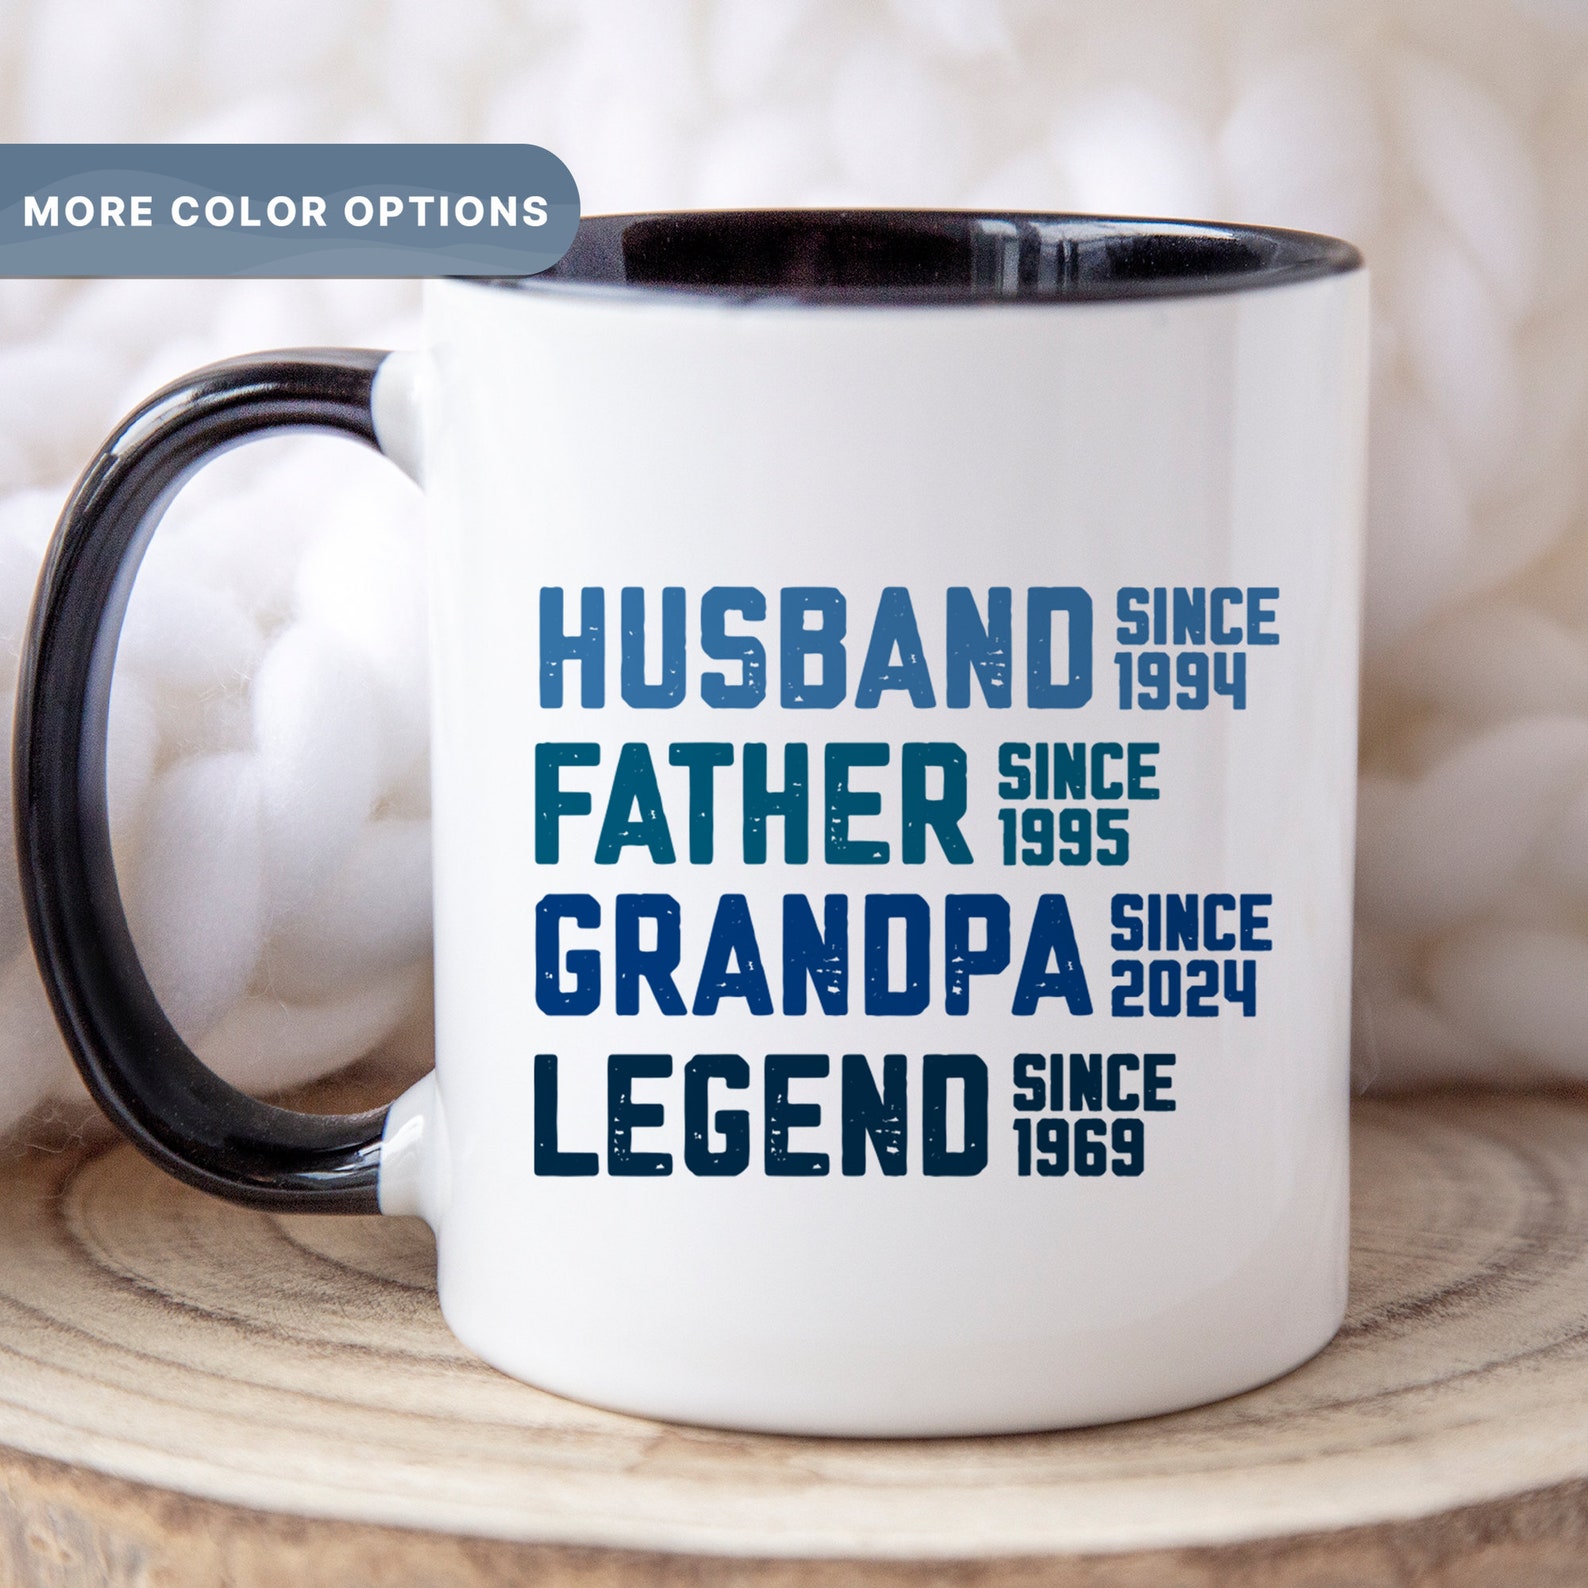 MORE COLOR OPTIONS
HUSBAND SINCE 1994
FATHER SINCE 1995
GRANDPA SINCE 2024
LEGEND SINCE 1969